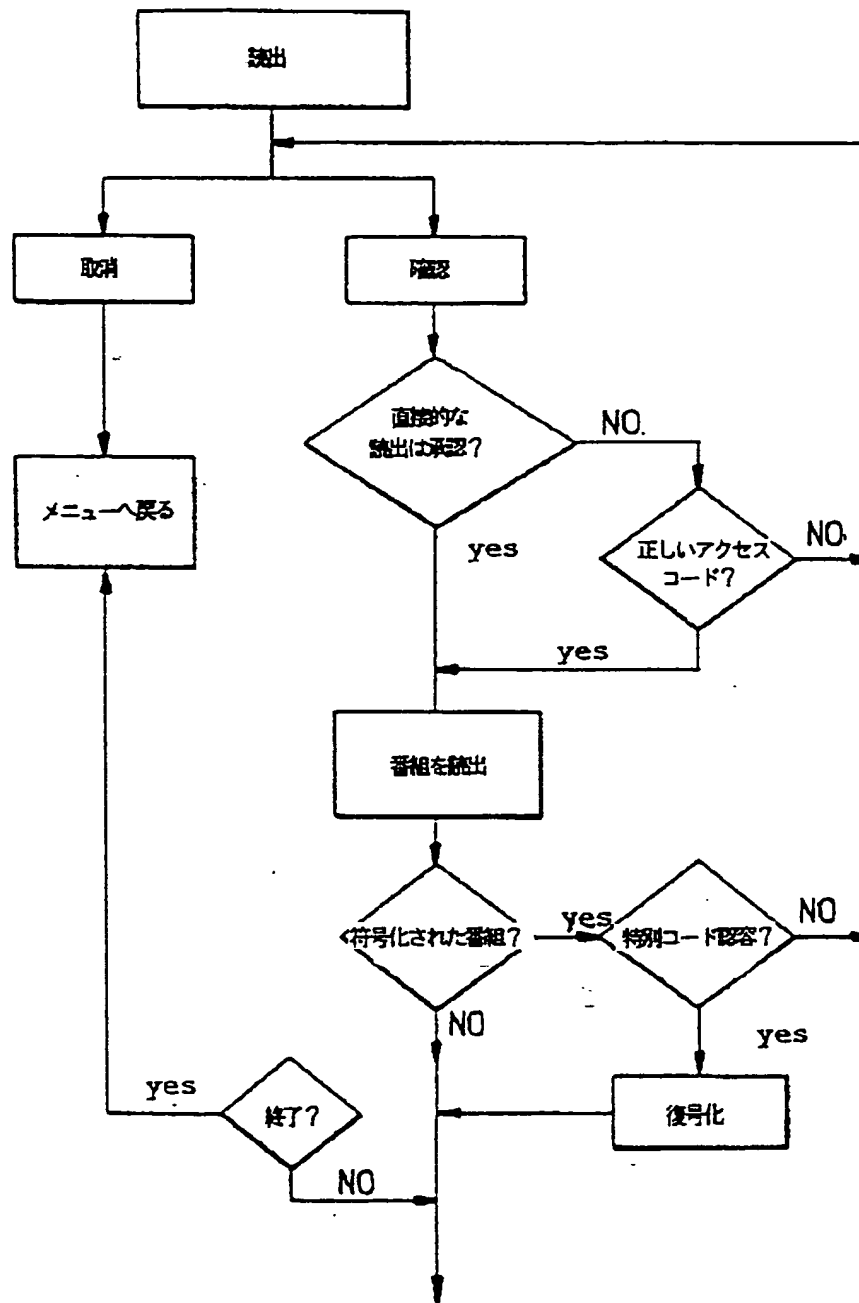 読出
取消
確認
直接的な
読出は承認?
NO.
メニューへ戻る
yes
正しいアクセス
コード?
NO.
yes
番組を読出
符号化された番組?
yes
特別コード認容?
NO
NO
yes
yes
終了?
復号化
NO